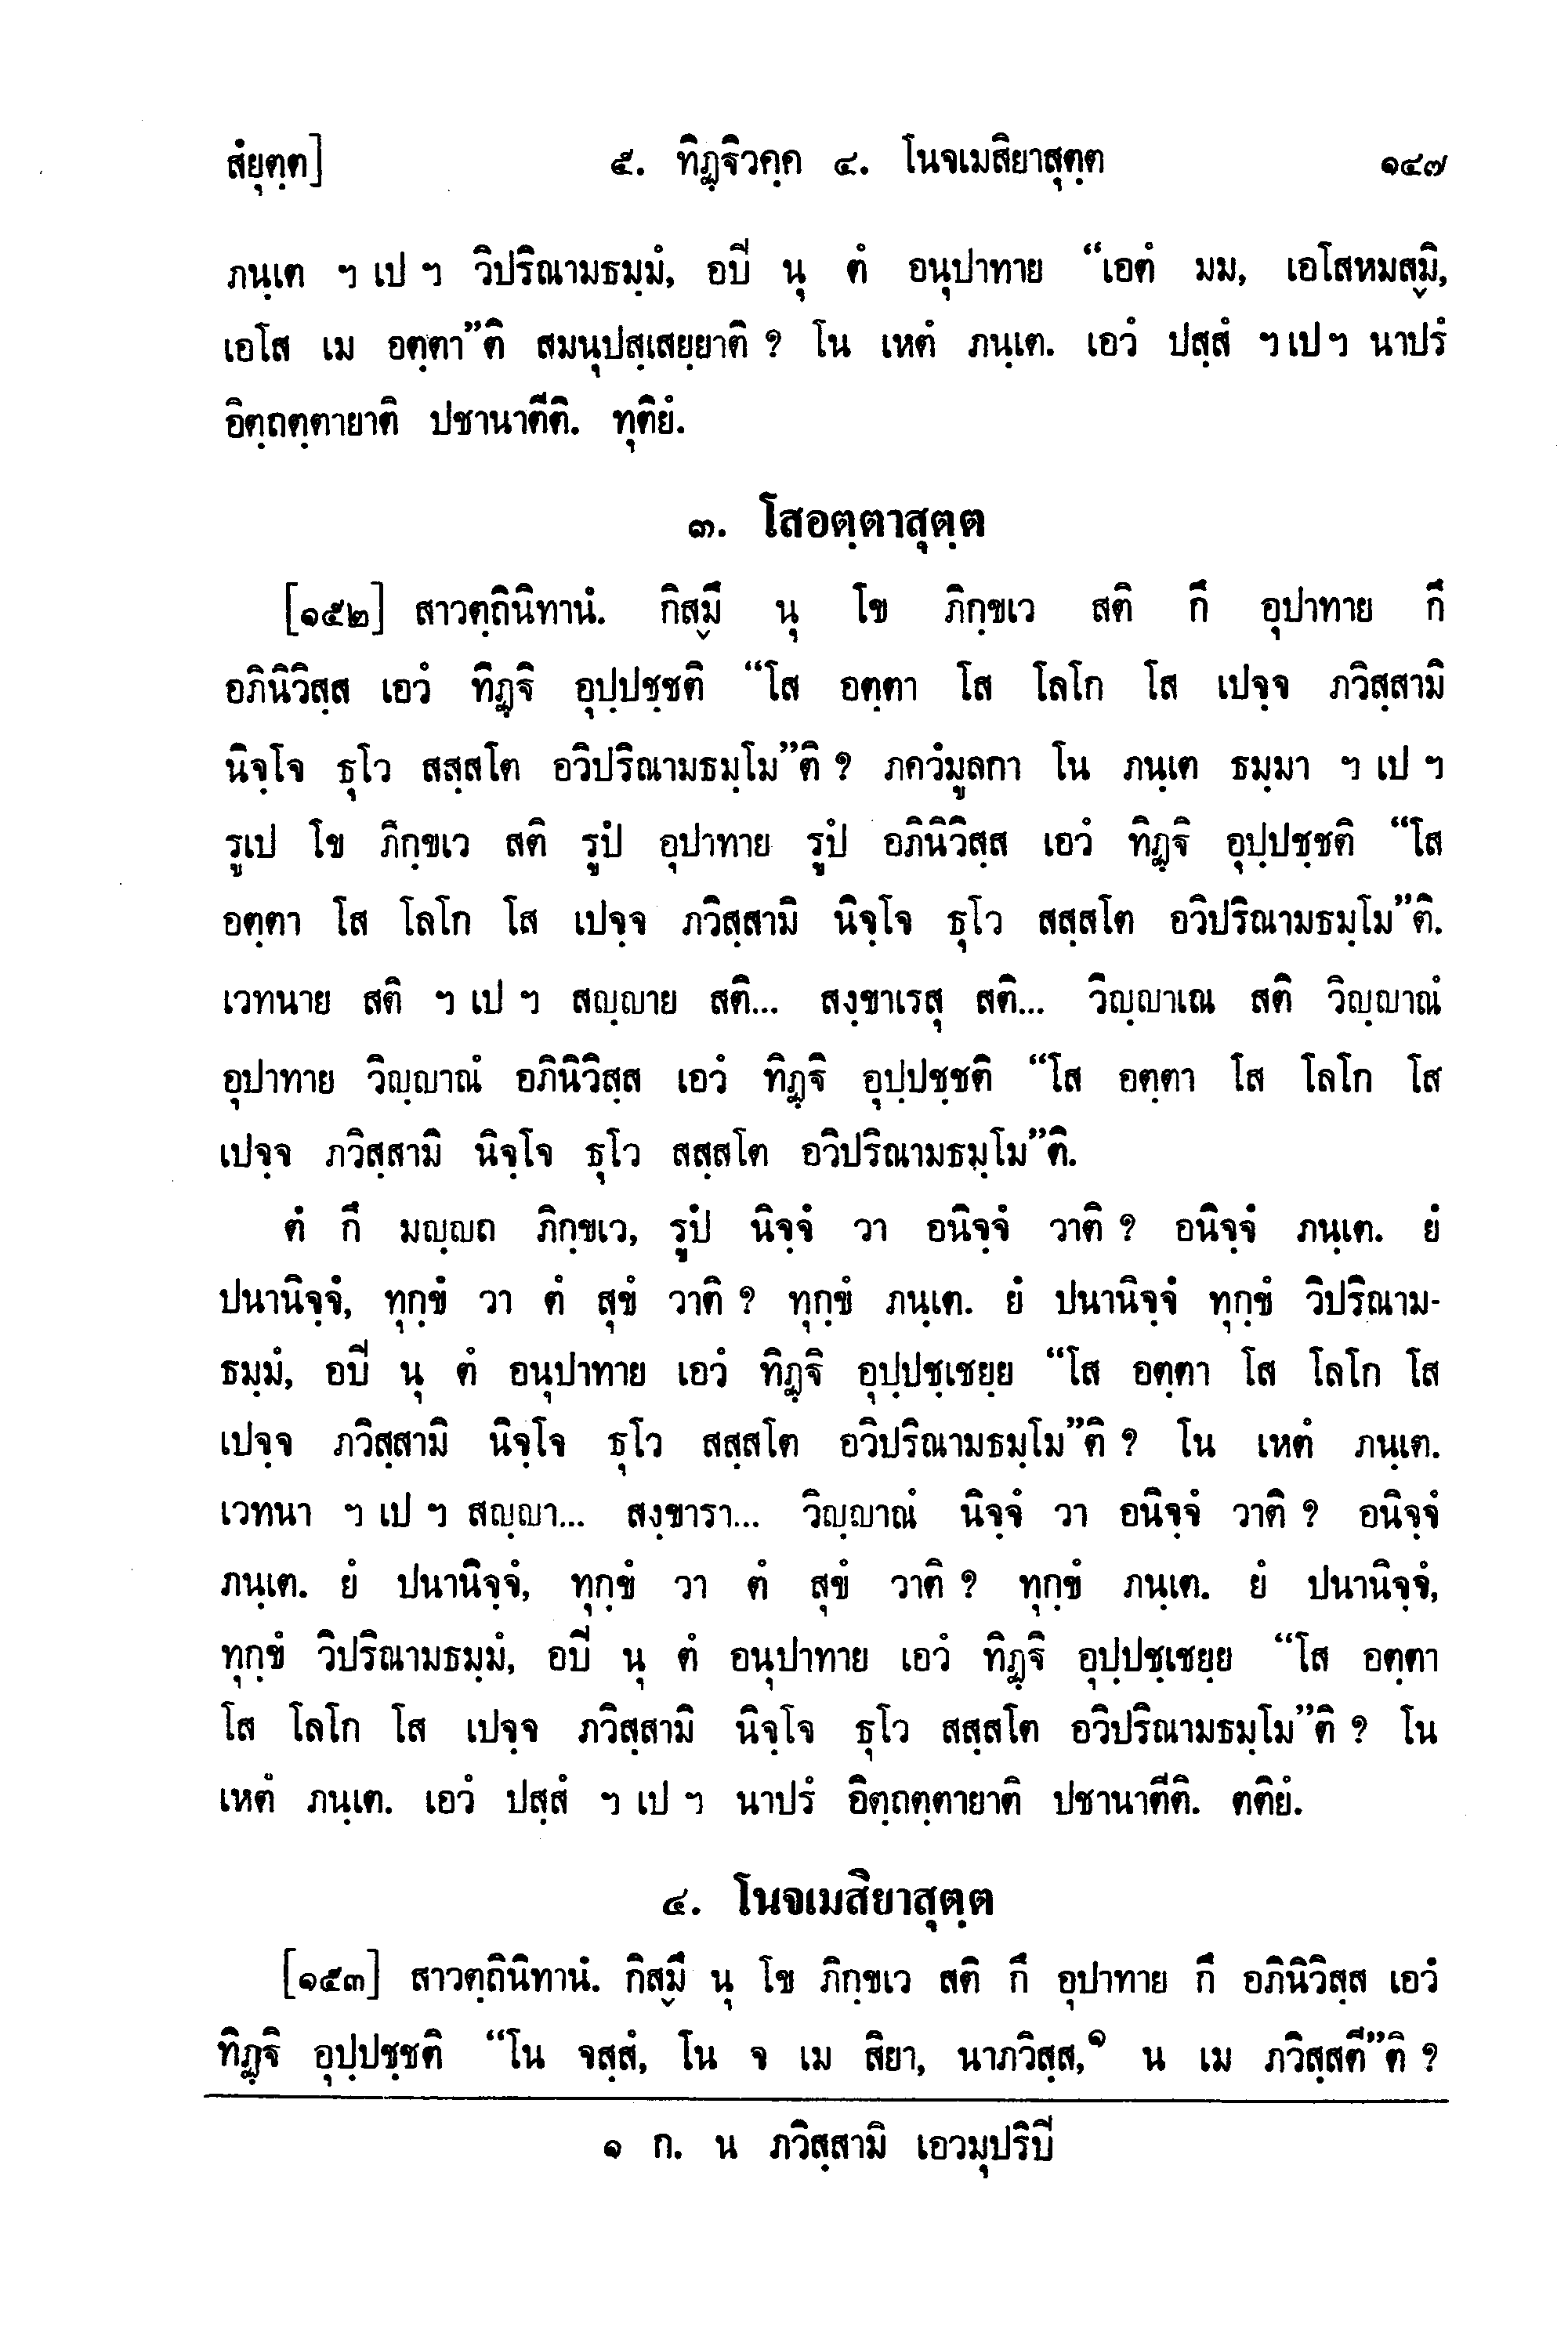 สํยุตฺต] ๕. ทิฏฺฐิวคฺค ๔. โนจเมสิยาสุตฺต ๑๔๗
ภนฺเต ฯ เป ฯ วิปริณามธมฺมํ, อปิ นุ ตํ อนุปาทาย “เอตํ มม, เอโสหมสฺมิ,
เอโส เม อตฺตา”ติ สมนุปสฺเสยฺยาติ ? โน เหตํ ภนฺเต. เอวํ ปสฺสํ ฯ เป ฯ นาปรํ
อิตฺถตฺตายาติ ปชานาตีติ. ทุติยํ.
๓. โสอตฺตาสุตฺต
[๑๕๒] สาวตฺถินิทานํ. กิสฺมึ นุ โข ภิกฺขเว สติ กึ อุปาทาย กึ
อภินิวิสฺส เอวํ ทิฏฺฐิ อุปฺปชฺชติ “โส อตฺตา โส โลโก โส เปจฺจ ภวิสฺสามิ
นิจฺโจ ธุโว สสฺสโต อวิปริณามธมฺโม”ติ ? ภควํมูลกา โน ภนฺเต ธมฺมา ฯ เป ฯ
รูเป โข ภิกฺขเว สติ รูปํ อุปาทาย รูปํ อภินิวิสฺส เอวํ ทิฏฺฐิ อุปฺปชฺชติ “โส
อตฺตา โส โลโก โส เปจฺจ ภวิสฺสามิ นิจฺโจ ธุโว สสฺสโต อวิปริณามธมฺโม”ติ.
เวทนาย สติ ฯ เป ฯ สญฺญาย สติ... สงฺขาเรสุ สติ... วิญฺญาเณ สติ วิญฺญาณํ
อุปาทาย วิญฺญาณํ อภินิวิสฺส เอวํ ทิฏฺฐิ อุปฺปชฺชติ “โส อตฺตา โส โลโก โส
เปจฺจ ภวิสฺสามิ นิจฺโจ ธุโว สสฺสโต อวิปริณามธมฺโม”ติ.
ตํ กึ มญฺญถ ภิกฺขเว, รูปํ นิจฺจํ วา อนิจฺจํ วาติ ? อนิจฺจํ ภนฺเต. ยํ
ปนานิจฺจํ, ทุกฺขํ วา ตํ สุขํ วาติ ? ทุกฺขํ ภนฺเต. ยํ ปนานิจฺจํ ทุกฺขํ วิปริณาม-
ธมฺมํ, อปิ นุ ตํ อนุปาทาย เอวํ ทิฏฺฐิ อุปฺปชฺเชยฺย “โส อตฺตา โส โลโก โส
เปจฺจ ภวิสฺสามิ นิจฺโจ ธุโว สสฺสโต อวิปริณามธมฺโม”ติ ? โน เหตํ ภนฺเต.
เวทนา ฯ เป ฯ สญฺญา... สงฺขารา... วิญฺญาณํ นิจฺจํ วา อนิจฺจํ วาติ ? อนิจฺจํ
ภนฺเต. ยํ ปนานิจฺจํ, ทุกฺขํ วา ตํ สุขํ วาติ ? ทุกฺขํ ภนฺเต. ยํ ปนานิจฺจํ,
ทุกฺขํ วิปริณามธมฺมํ, อปิ นุ ตํ อนุปาทาย เอวํ ทิฏฺฐิ อุปฺปชฺเชยฺย “โส อตฺตา
โส โลโก โส เปจฺจ ภวิสฺสามิ นิจฺโจ ธุโว สสฺสโต อวิปริณามธมฺโม”ติ ? โน
เหตํ ภนฺเต. เอวํ ปสฺสํ ฯ เป ฯ นาปรํ อิตฺถตฺตายาติ ปชานาตีติ. ตติยํ.
๔. โนจเมสิยาสุตฺต
[๑๕๓] สาวตฺถินิทานํ. กิสฺมึ นุ โข ภิกฺขเว สติ กึ อุปาทาย กึ อภินิวิสฺส เอวํ
ทิฏฺฐิ อุปฺปชฺชติ “โน จสฺสํ, โน จ เม สิยา, นาภวิสฺส,๑ น เม ภวิสฺสตี”ติ ?
๑ ก. น ภวิสฺสามิ เอวมุปริปิ